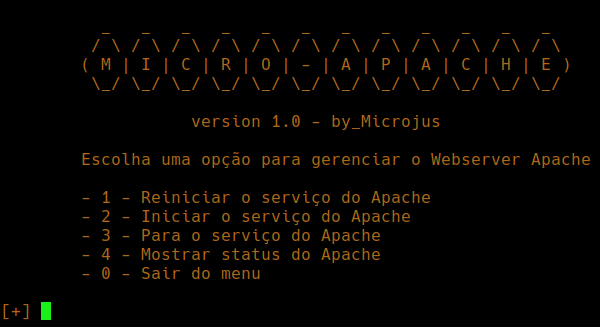 ( M | I | C | R | O | - | A | P | A | C | H | E )
version 1.0 - by_Microjus
Escolha uma opção para gerenciar o Webserver Apache
- 1 - Reiniciar o serviço do Apache
- 2 - Iniciar o serviço do Apache
- 3 - Para o serviço do Apache
- 4 - Mostrar status do Apache
- 0 - Sair do menu
[+]